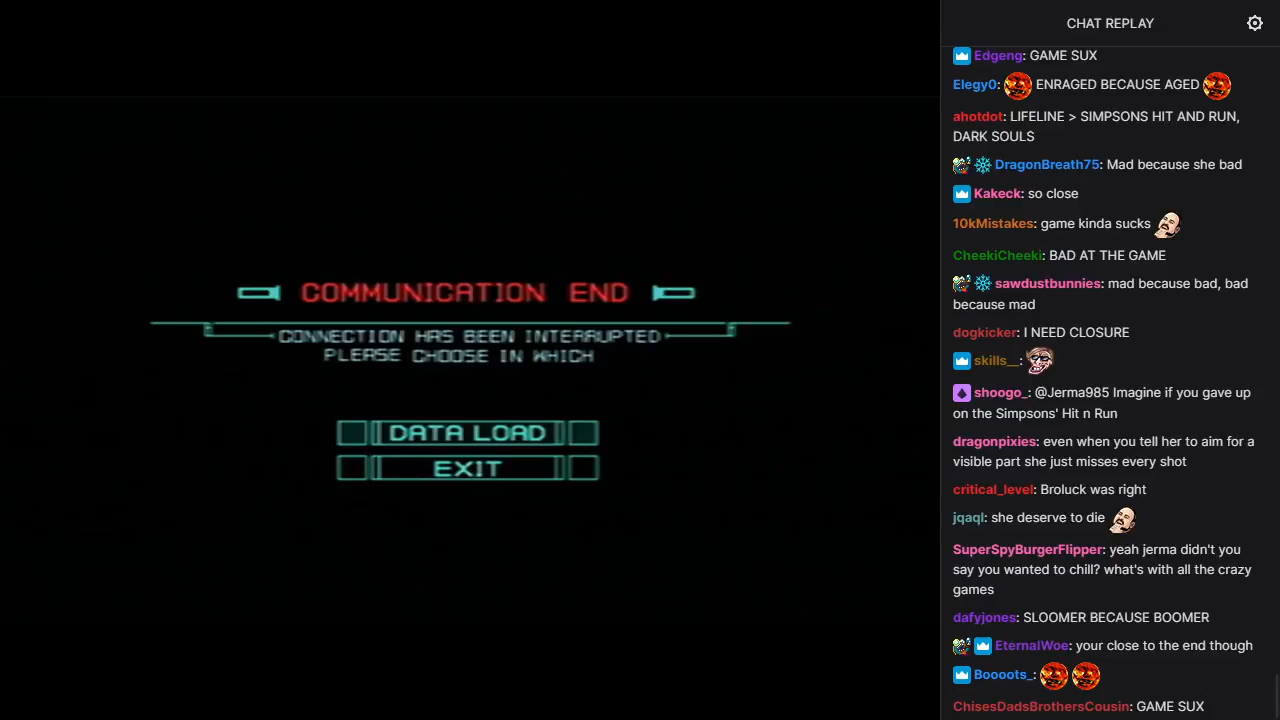 COMMUNICATION END
CONNECTION HAS BEEN INTERRUPTED
PLEASE CHOOSE IN WHICH
DATA LOAD
EXIT
CHAT REPLAY
Edgeng: GAME SUX
Elegy0: ENRAGED BECAUSE AGED
ahotdot: LIFELINE > SIMPSONS HIT AND RUN,
DARK SOULS
DragonBreath75: Mad because she bad
Kakeck: so close
10kMistakes: game kinda sucks
CheekiCheeki: BAD AT THE GAME
sawdustbunnies: mad because bad, bad
because mad
dogkicker: I NEED CLOSURE
skills__:
shoogo_: @Jerma985 Imagine if you gave up
on the Simpsons' Hit n Run
dragonpixies: even when you tell her to aim for a
visible part she just misses every shot
critical_level: Broluck was right
jqaql: she deserve to die
SuperSpyBurgerFlipper: yeah jerma didn't you
say you wanted to chill? what's with all the crazy
games
dafyjones: SLOOMER BECAUSE BOOMER
EternalWoe: your close to the end though
Boooots_:
ChisesDadsBrothersCousin: GAME SUX